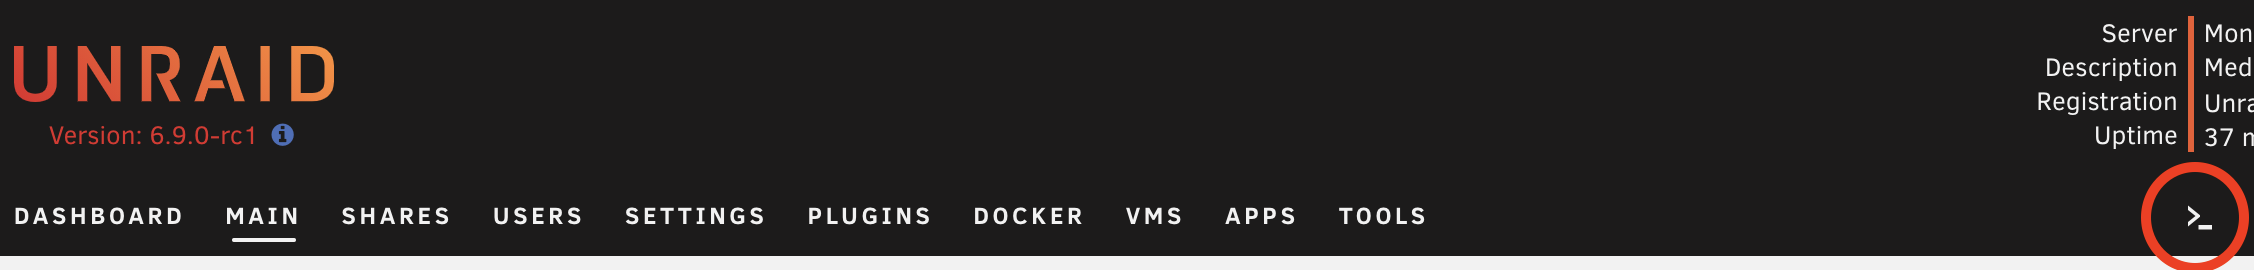 UNRAID
Version: 6.9.0-rc1
Server
Description
Registration
Uptime
Mon
Med
Unra
37 m
DASHBOARD MAIN SHARES USERS SETTINGS PLUGINS DOCKER VMS APPS TOOLS >_